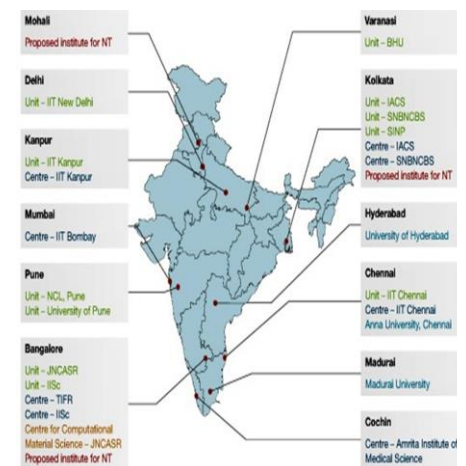 Mohali
Proposed institute for NT
Delhi
Unit – IIT New Delhi
Kanpur
Unit – IIT Kanpur
Centre – IIT Kanpur
Mumbai
Centre – IIT Bombay
Pune
Unit – NCL, Pune
Unit – University of Pune
Bangalore
Unit – JNCASR
Unit – IISc
Centre – TIFR
Centre – IISc
Centre for Computational
Material Science – JNCASR
Proposed institute for NT
Varanasi
Unit – BHU
Kolkata
Unit – IACS
Unit – SNBNCBS
Unit – SINP
Centre – IACS
Centre – SNBNCBS
Proposed institute for NT
Hyderabad
University of Hyderabad
Chennai
Unit – IIT Chennai
Centre – IIT Chennai
Anna University, Chennai
Madurai
Madurai University
Cochin
Centre – Amrita Institute of
Medical Science